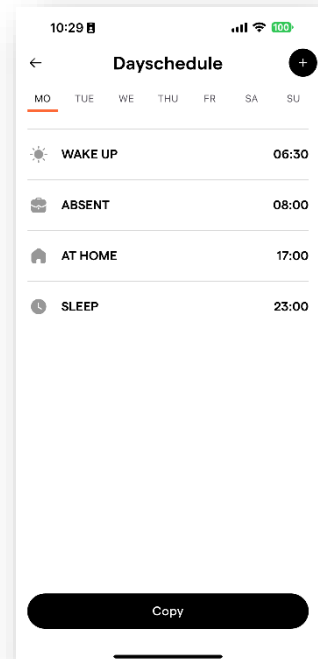 10:29 100
Dayschedule
MO TUE WE THU FR SA SU
WAKE UP 06:30
ABSENT 08:00
AT HOME 17:00
SLEEP 23:00
Copy